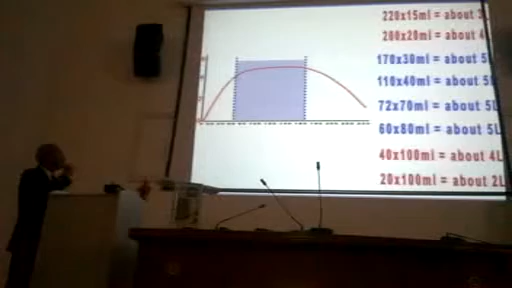 220x15ml = about 3
200x20ml = about 4
170x30ml = about 5
110x40ml = about 5
72x70ml = about 5L
60x80ml = about 5L
40x100ml = about 4L
20x100ml = about 2L